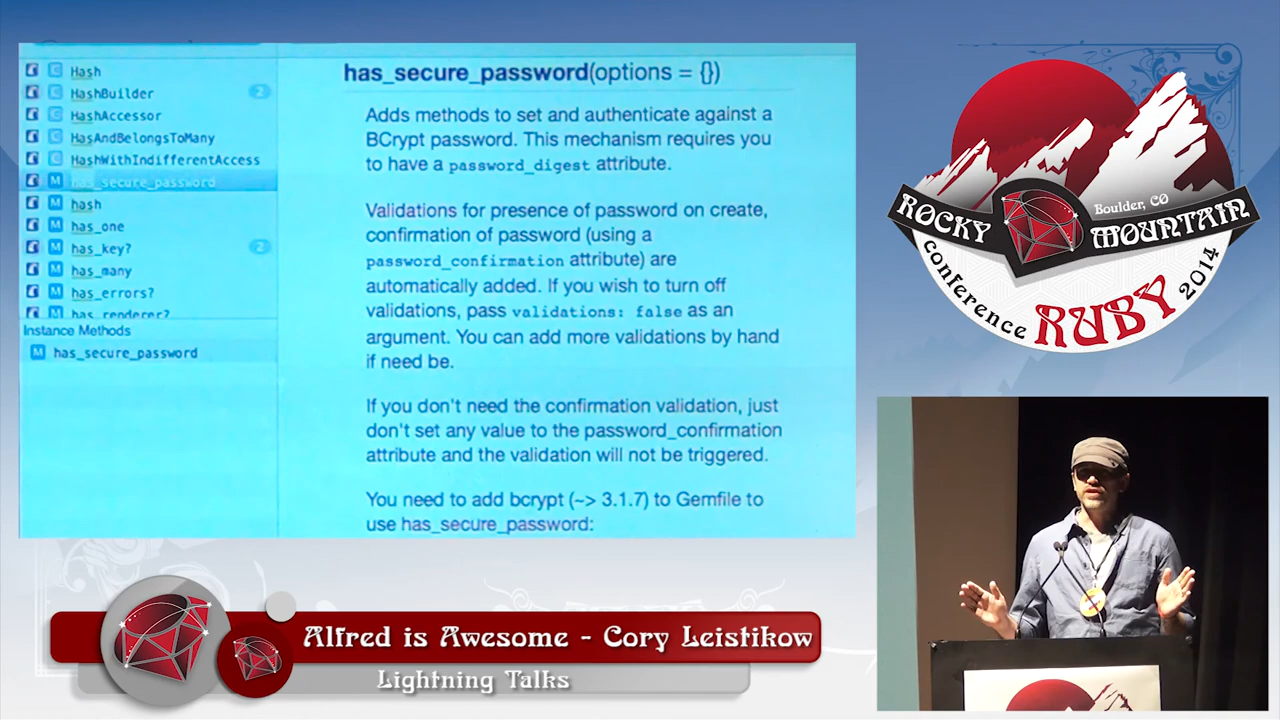 Hash
HashBuilder 2
HashAccessor
HasAndBelongsToMany
HashWithIndifferentAccess
has_secure_password
hash
has_one
has_key? 2
has_many
has_errors?
has_renderer?
Instance Methods
M has_secure_password
has_secure_password(options = {})
Adds methods to set and authenticate against a
BCrypt password. This mechanism requires you
to have a password_digest attribute.
Validations for presence of password on create,
confirmation of password (using a
password_confirmation attribute) are
automatically added. If you wish to turn off
validations, pass validations: false as an
argument. You can add more validations by hand
if need be.
If you don't need the confirmation validation, just
don't set any value to the password_confirmation
attribute and the validation will not be triggered.
You need to add bcrypt (~> 3.1.7) to Gemfile to
use has_secure_password:
Boulder, CO
ROCKY MOUNTAIN
conference RUBY 2014
Alfred is Awesome - Cory Leistikow
Lightning Talks